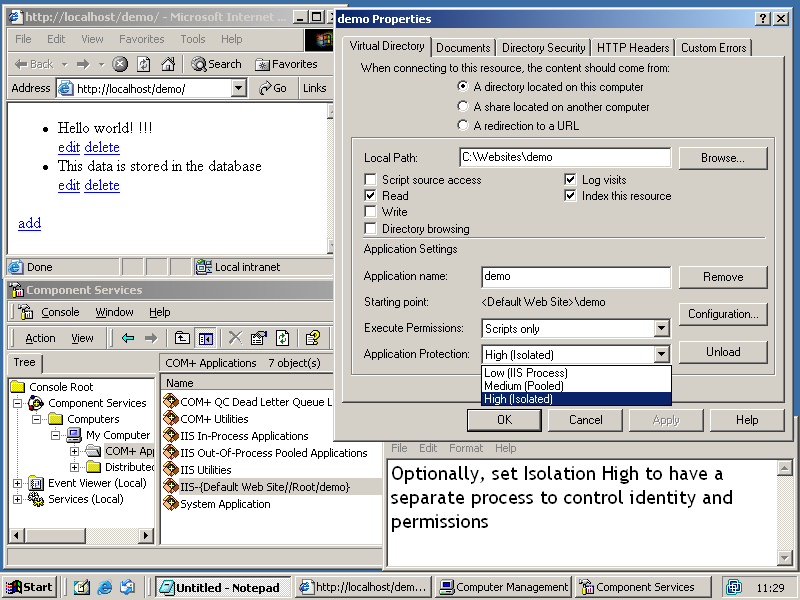 http://localhost/demo/ - Microsoft Internet ...
File Edit View Favorites Tools Help
Back Search Favorites
Address http://localhost/demo/ Go Links
Hello world! !!!
edit delete
This data is stored in the database
edit delete
add
Done Local intranet
Component Services
Console Window Help
Action View
Tree
Console Root
Component Services
Computers
My Computer
COM+ Ap
Distribute
Event Viewer (Local)
Services (Local)
COM+ Applications 7 object(s)
Name
COM+ QC Dead Letter Queue L
COM+ Utilities
IIS In-Process Applications
IIS Out-Of-Process Pooled Applications
IIS Utilities
IIS-{Default Web Site//Root/demo}
System Application
demo Properties
Virtual Directory Documents Directory Security HTTP Headers Custom Errors
When connecting to this resource, the content should come from:
A directory located on this computer
A share located on another computer
A redirection to a URL
Local Path: C:\Websites\demo Browse...
Script source access Log visits
Read Index this resource
Write
Directory browsing
Application Settings
Application name: demo Remove
Starting point: <Default Web Site>\demo
Configuration...
Execute Permissions: Scripts only
Application Protection: High (Isolated) Unload
Low (IIS Process)
Medium (Pooled)
High (Isolated)
OK Cancel Apply Help
File Edit Format Help
Optionally, set Isolation High to have a
separate process to control identity and
permissions
Start Untitled - Notepad http://localhost/dem... Computer Management Component Services 11:29